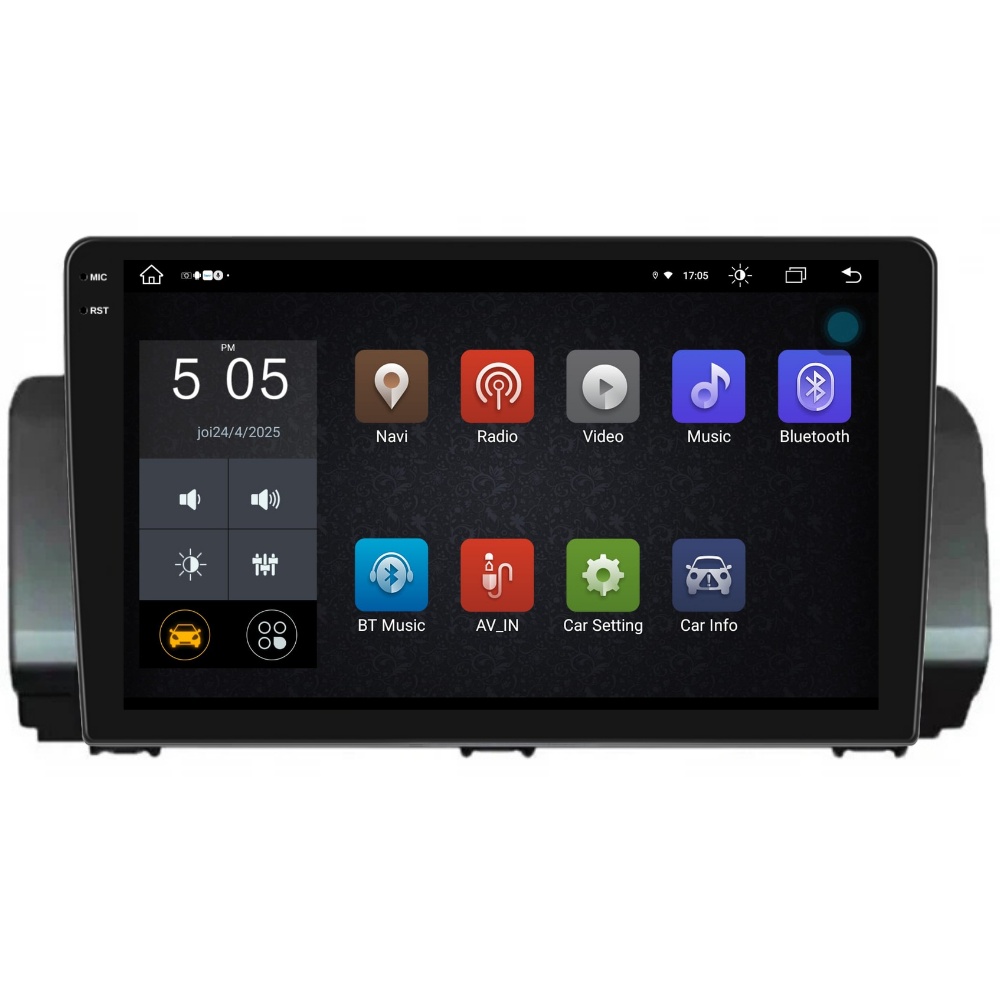 MIC
RST
17:05
PM
5 05
joi24/4/2025
Navi
Radio
Video
Music
Bluetooth
BT Music
AV_IN
Car Setting
Car Info